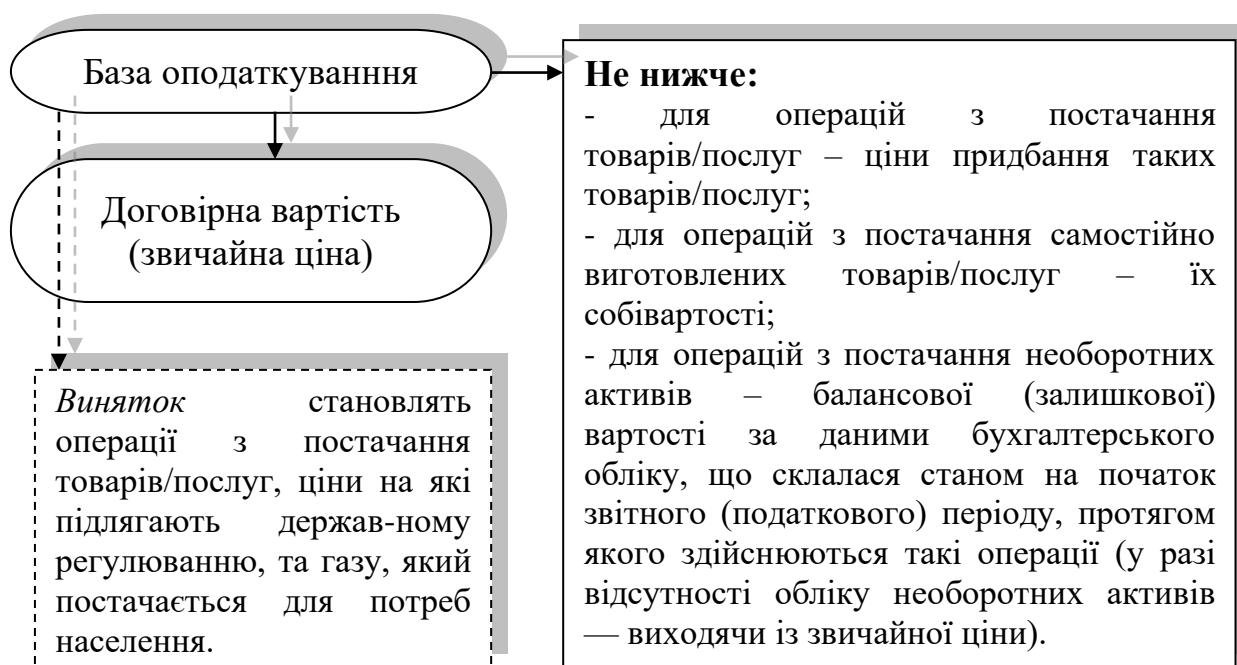 База оподаткуванння
Договірна вартість
(звичайна ціна)
Виняток становлять
операції з постачання
товарів/послуг, ціни на які
підлягають держав-ному
регулюванню, та газу, який
постачається для потреб
населення.
Не нижче:
- для операцій з постачання
товарів/послуг – ціни придбання таких
товарів/послуг;
- для операцій з постачання самостійно
виготовлених товарів/послуг – їх
собівартості;
- для операцій з постачання необоротних
активів – балансової (залишкової)
вартості за даними бухгалтерського
обліку, що склалася станом на початок
звітного (податкового) періоду, протягом
якого здійснюються такі операції (у разі
відсутності обліку необоротних активів
— виходячи із звичайної ціни).